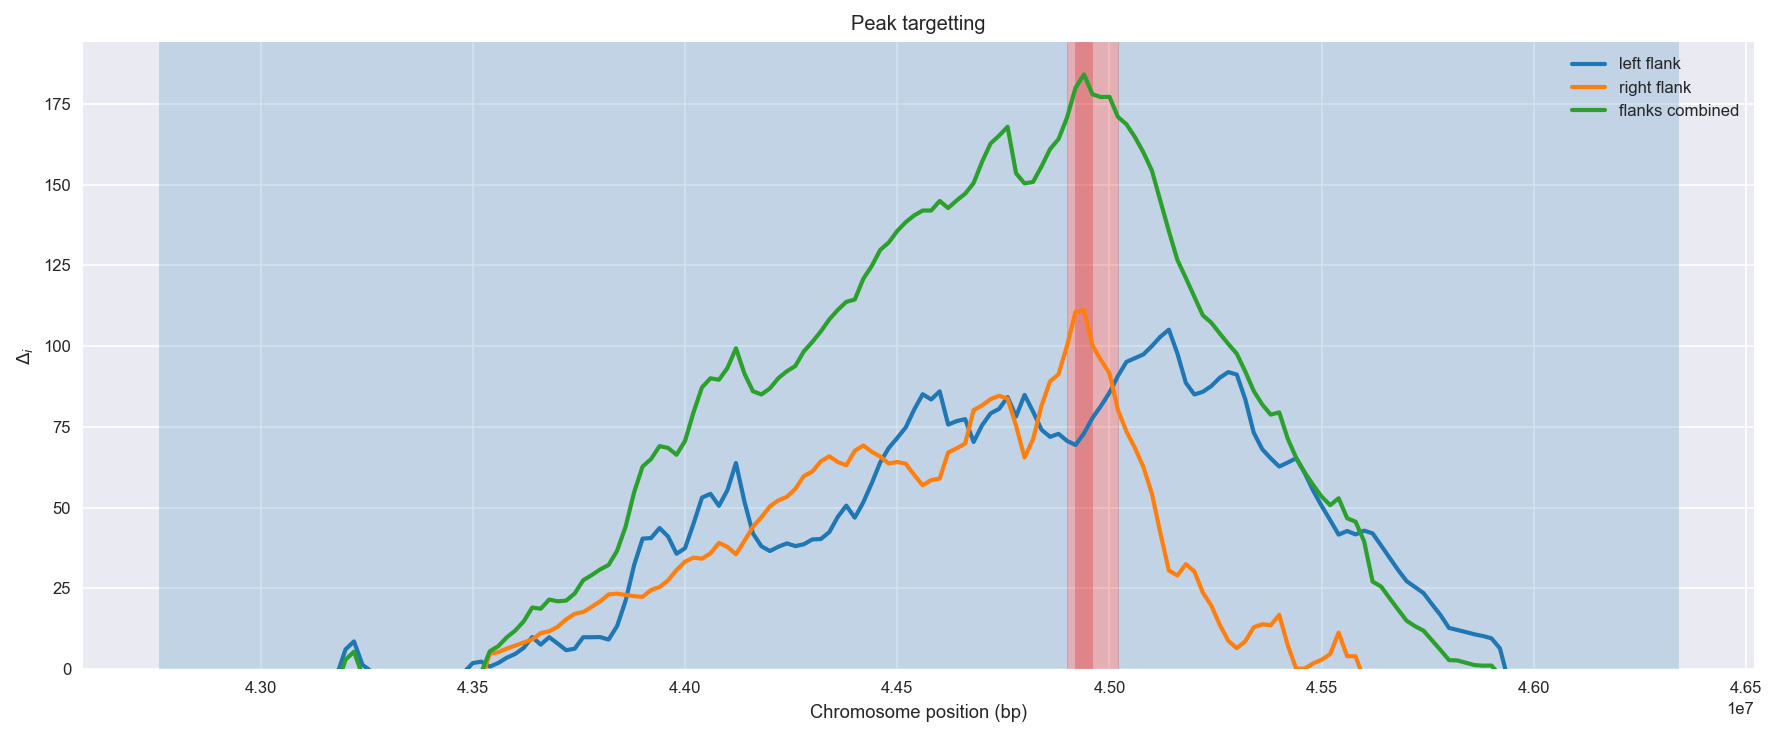 Peak targetting
left flank
right flank
flanks combined
175
150
125
100
75
50
25
0
Δi
4.30
4.35
4.40
4.45
4.50
4.55
4.60
4.65
1e7
Chromosome position (bp)